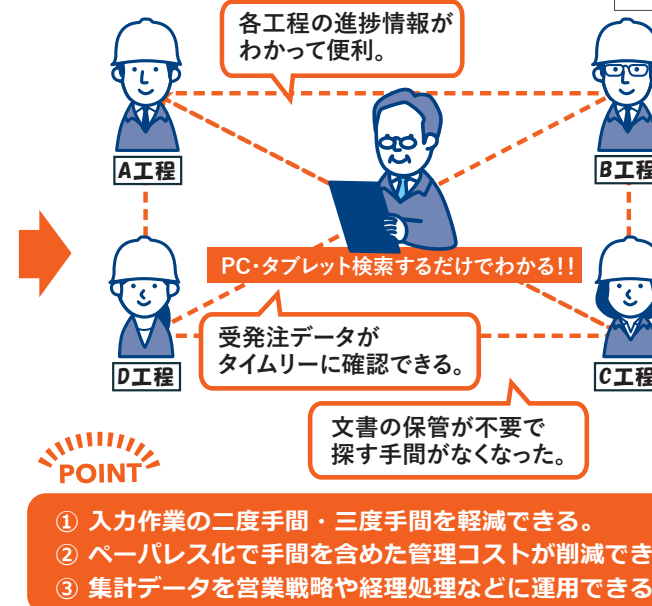 各工程の進捗情報が
わかって便利。
A工程
B工程
PC・タブレット検索するだけでわかる!!
受発注データが
タイムリーに確認できる。
D工程
C工程
文書の保管が不要で
探す手間がなくなった。
POINT
① 入力作業の二度手間・三度手間を軽減できる。
② ペーパレス化で手間を含めた管理コストが削減でき
③ 集計データを営業戦略や経理処理などに運用できる